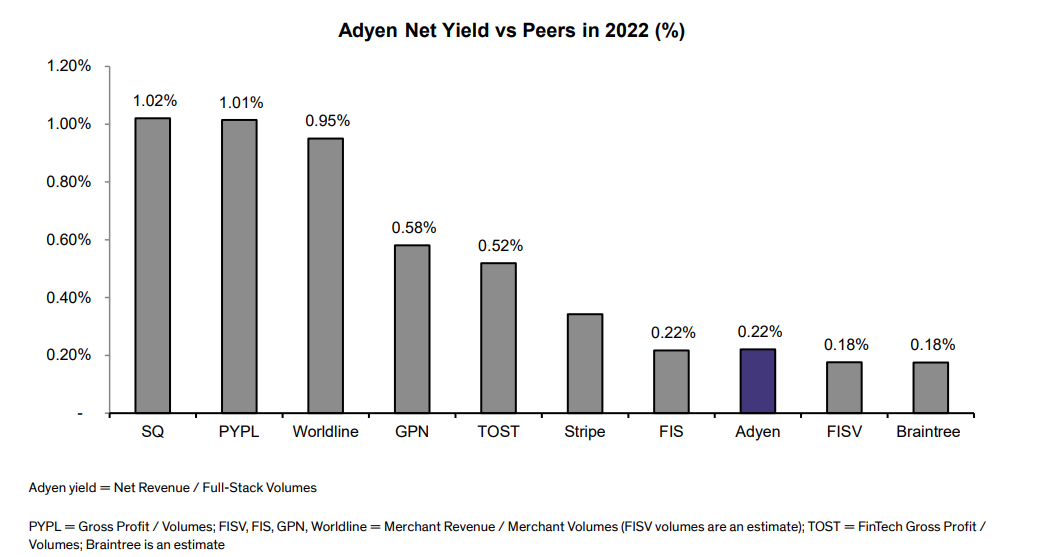 Adyen Net Yield vs Peers in 2022 (%)
1.20%
1.00%
0.80%
0.60%
0.40%
0.20%
-
1.02%
1.01%
0.95%
0.58%
0.52%
0.22%
0.22%
0.18%
0.18%
SQ
PYPL
Worldline
GPN
TOST
Stripe
FIS
Adyen
FISV
Braintree
Adyen yield = Net Revenue / Full-Stack Volumes
PYPL = Gross Profit / Volumes; FISV, FIS, GPN, Worldline = Merchant Revenue / Merchant Volumes (FISV volumes are an estimate); TOST = FinTech Gross Profit /
Volumes; Braintree is an estimate